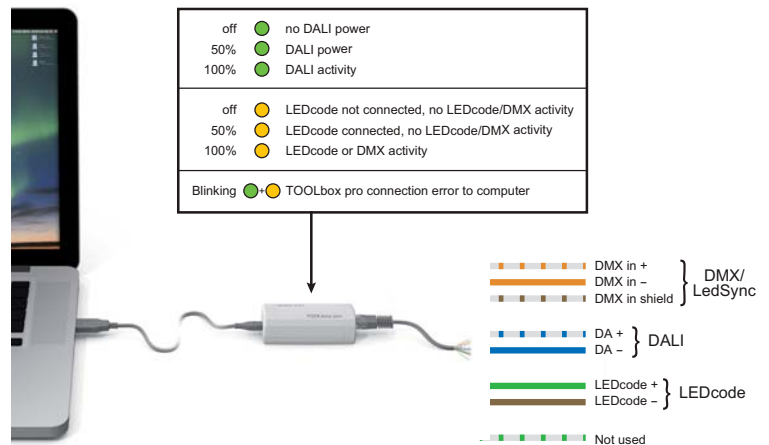 off no DALI power
50% DALI power
100% DALI activity
off LEDcode not connected, no LEDcode/DMX activity
50% LEDcode connected, no LEDcode/DMX activity
100% LEDcode or DMX activity
Blinking + TOOLbox pro connection error to computer
DMX in +
DMX in –
DMX in shield
DMX/
LedSync
DA +
DA –
DALI
LEDcode +
LEDcode –
LEDcode
Not used
TOOLbox pro